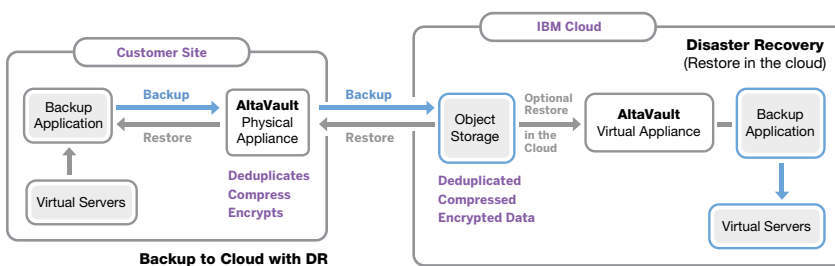 Customer Site
Backup
Application
Backup
Restore
AltaVault
Physical
Appliance
Virtual Servers
Deduplicates
Compress
Encrypts
Backup to Cloud with DR
Backup
Restore
IBM Cloud
Disaster Recovery
(Restore in the cloud)
Object
Storage
Optional
Restore
in the
Cloud
AltaVault
Virtual Appliance
Backup
Application
Deduplicated
Compressed
Encrypted Data
Virtual Servers